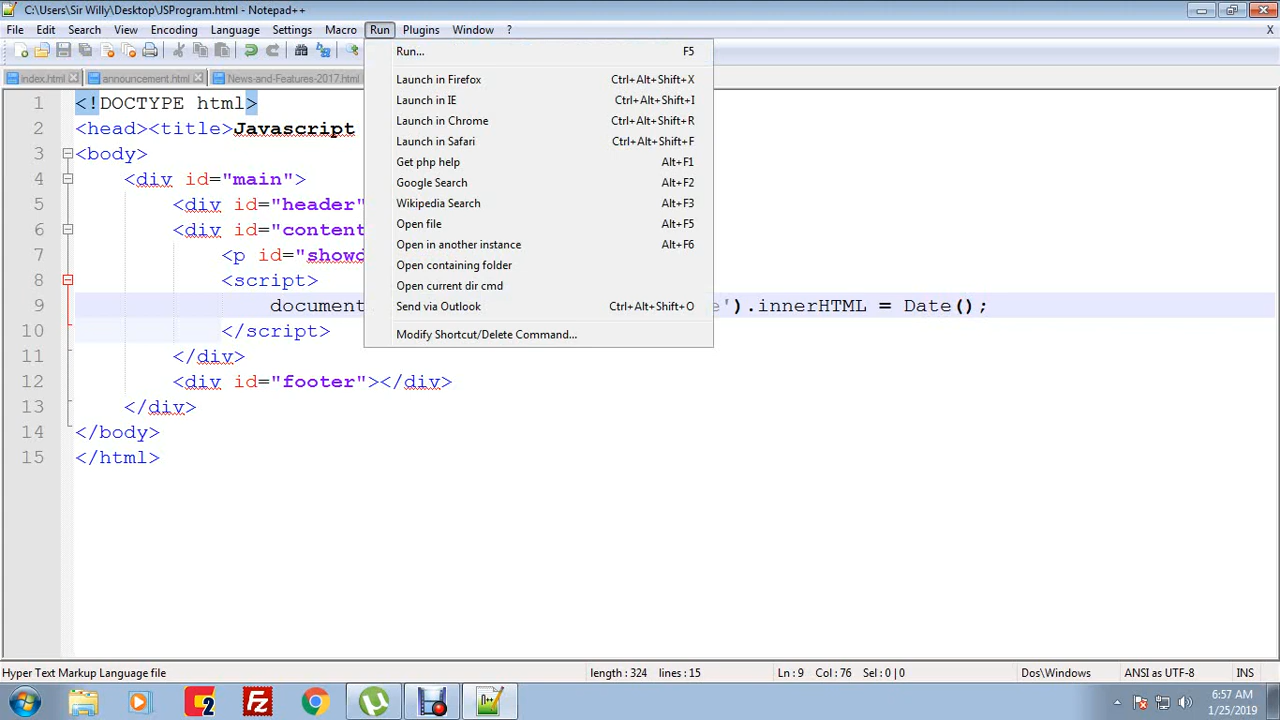 C:\Users\Sir Willy\Desktop\JSProgram.html - Notepad++
File Edit Search View Encoding Language Settings Macro Run Plugins Window ? X
index.html announcement.html News-and-Features-2017.html
Run... F5
Launch in Firefox Ctrl+Alt+Shift+X
Launch in IE Ctrl+Alt+Shift+I
Launch in Chrome Ctrl+Alt+Shift+R
Launch in Safari Ctrl+Alt+Shift+F
Get php help Alt+F1
Google Search Alt+F2
Wikipedia Search Alt+F3
Open file Alt+F5
Open in another instance Alt+F6
Open containing folder
Open current dir cmd
Send via Outlook Ctrl+Alt+Shift+O
Modify Shortcut/Delete Command...
1 <!DOCTYPE html>
2 <head><title>Javascript
3 <body>
4 <div id="main">
5 <div id="header"
6 <div id="content
7 <p id="showd
8 <script>
9 document e').innerHTML = Date();
10 </script>
11 </div>
12 <div id="footer"></div>
13 </div>
14 </body>
15 </html>
Hyper Text Markup Language file length : 324 lines : 15 Ln : 9 Col : 76 Sel : 0 | 0 Dos\Windows ANSI as UTF-8 INS
6:57 AM
1/25/2019